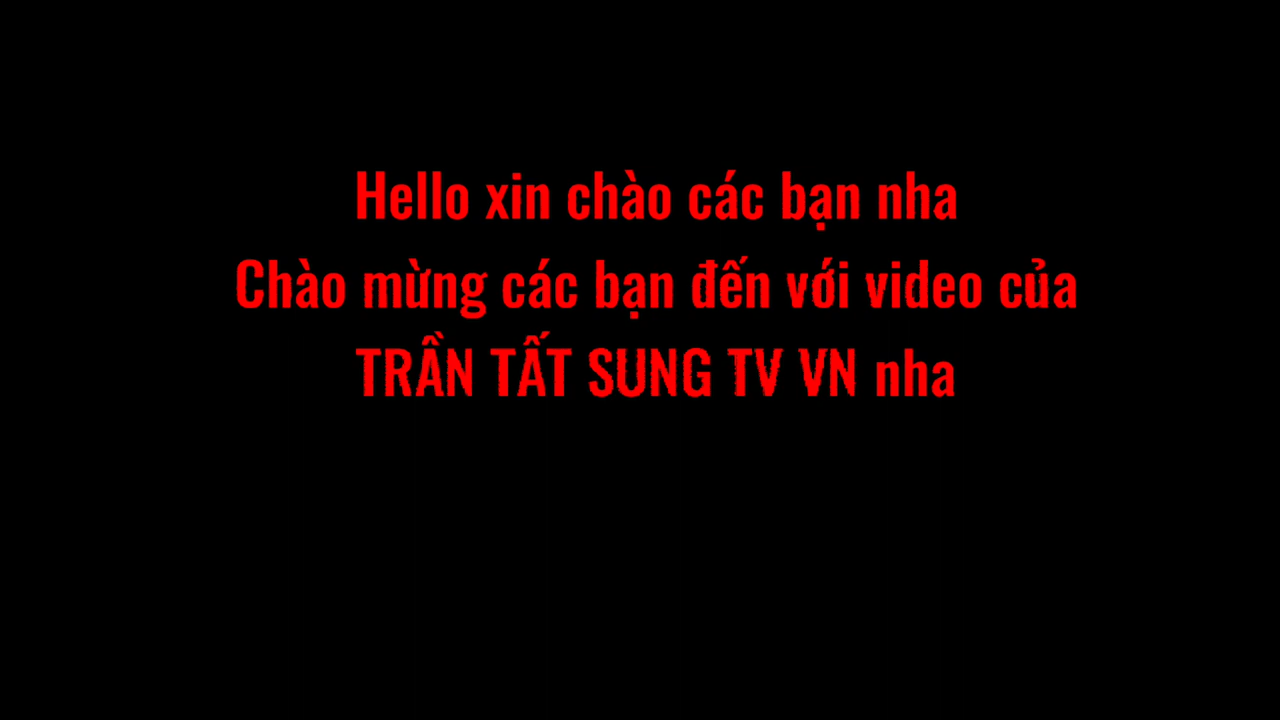 Hello xin chào các bạn nha
Chào mừng các bạn đến với video của
TRẦN TẤT SUNG TV VN nha